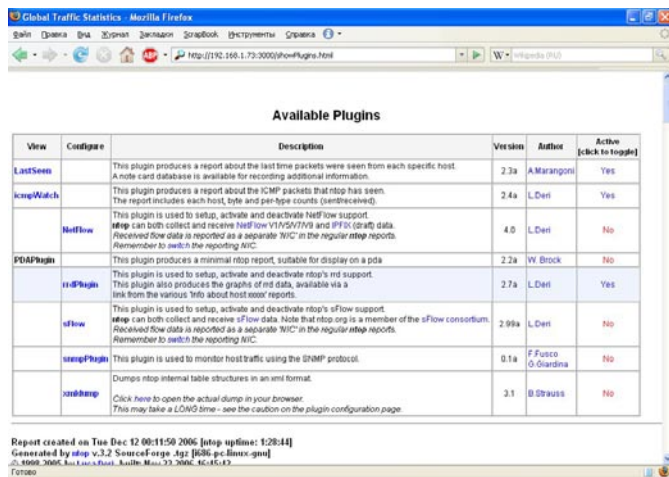 Global Traffic Statistics - Mozilla Firefox
Файл Правка Вид Журнал Закладки ScrapBook Инструменты Справка
ABP http://192.168.1.73:3000/showPlugins.html W Wikipedia (RU)
Available Plugins
View Configure Description Version Author Active
[click to toggle]
LastSeen This plugin produces a report about the last time packets were seen from each specific host.
A note card database is available for recording additional information. 2.3a A.Marangoni Yes
icmpWatch This plugin produces a report about the ICMP packets that ntop has seen.
The report includes each host, byte and per-type counts (sent/received). 2.4a L.Deri Yes
NetFlow This plugin is used to setup, activate and deactivate NetFlow support.
ntop can both collect and receive NetFlow V1/V5/V7/V9 and IPFIX (draft) data.
Received flow data is reported as a separate 'NIC' in the regular ntop reports.
Remember to switch the reporting NIC. 4.0 L.Deri No
PDAPlugin This plugin produces a minimal ntop report, suitable for display on a pda 2.2a W. Brock No
rrdPlugin This plugin is used to setup, activate and deactivate ntop's rrd support.
This plugin also produces the graphs of rrd data, available via a
link from the various 'Info about host xxxxx' reports. 2.7a L.Deri Yes
sFlow This plugin is used to setup, activate and deactivate ntop's sFlow support.
ntop can both collect and receive sFlow data. Note that ntop.org is a member of the sFlow consortium.
Received flow data is reported as a separate 'NIC' in the regular ntop reports.
Remember to switch the reporting NIC. 2.99a L.Deri No
snmpPlugin This plugin is used to monitor host traffic using the SNMP protocol. 0.1a F.Fusco
G.Giardina No
xmldump Dumps ntop internal table structures in an xml format.
Click here to open the actual dump in your browser.
This may take a LONG time - see the caution on the plugin configuration page. 3.1 B.Strauss No
Report created on Tue Dec 12 00:11:50 2006 [ntop uptime: 1:28:44]
Generated by ntop v.3.2 SourceForge .tgz [i686-pc-linux-gnu]
© 1998-2005 by Luca Deri, built: Nov 22 2006 16:45:42
Готово